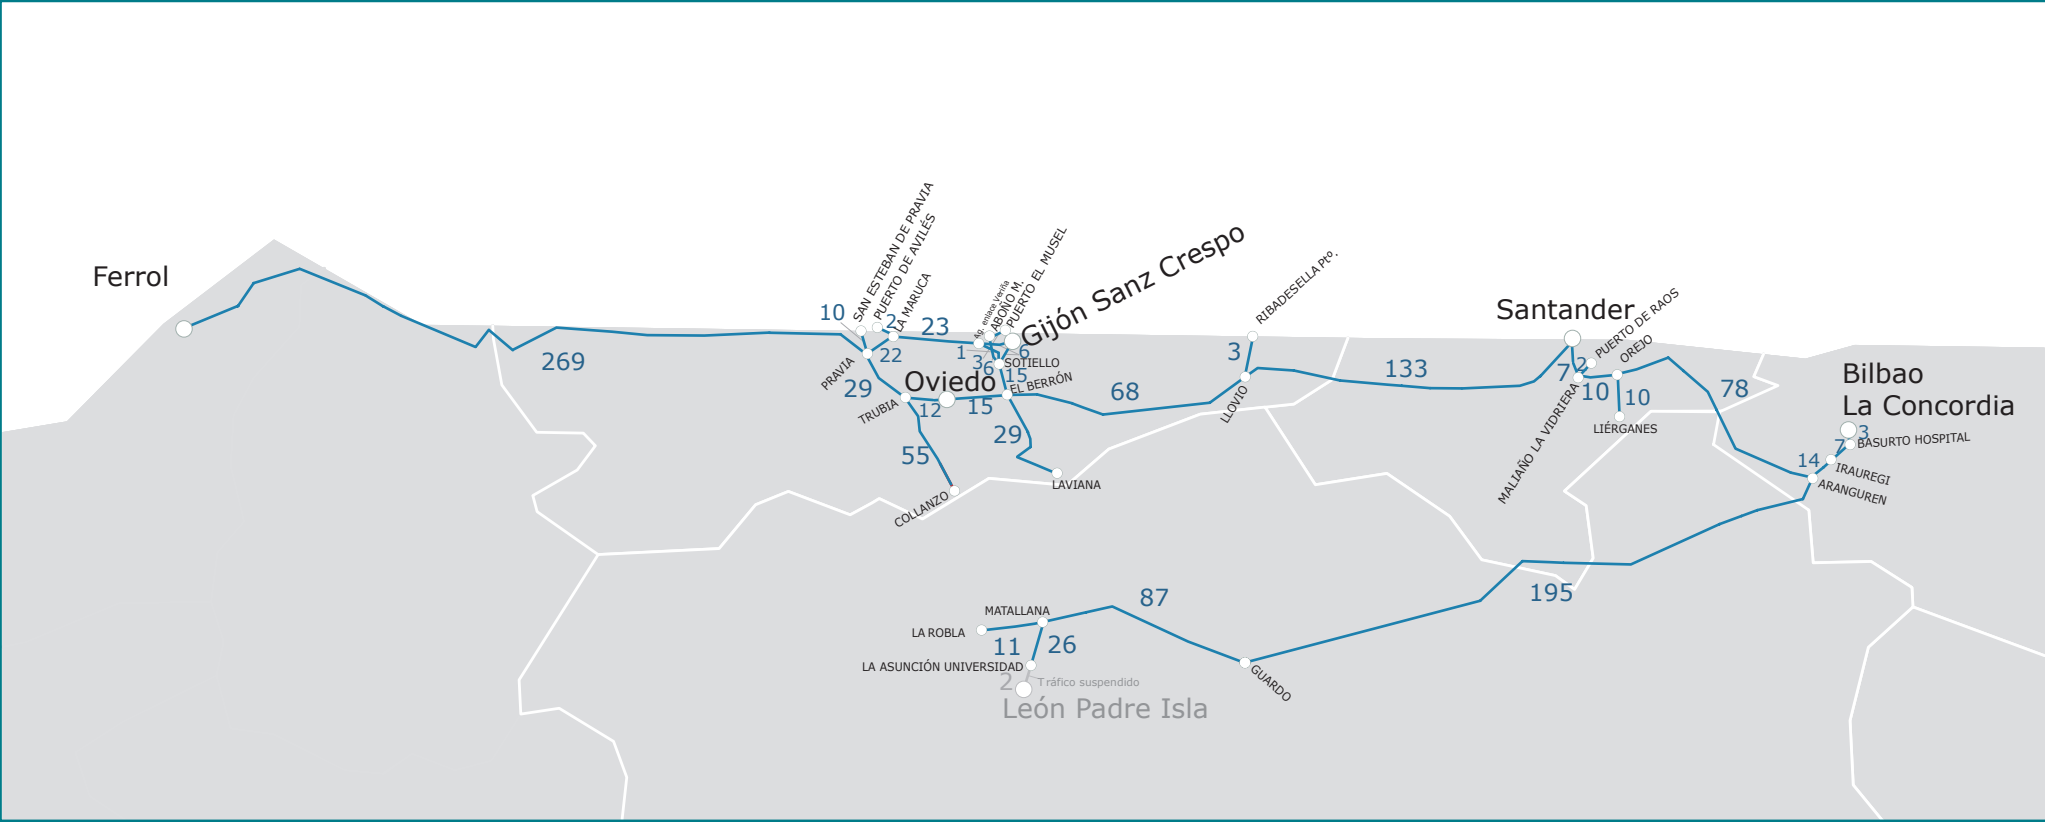 Ferrol
269
10
SAN ESTEBAN DE PRAVIA
PUERTO DE AVILÉS
2
LA MARUCA
22
23
PRAVIA
29
TRUBIA
Oviedo
12
15
55
COLLANZO
Ag. enlace Veriña
ABOÑO M.
PUERTO EL MUSEL
Gijón Sanz Crespo
1
3
6
6
SOTIELLO
15
EL BERRÓN
29
LAVIANA
68
RIBADESELLA Pto.
3
LLOVIO
133
Santander
PUERTO DE RAOS
OREJO
7
2
MALIAÑO LA VIDRIERA
10
10
LIÉRGANES
78
Bilbao
La Concordia
3
BASURTO HOSPITAL
7
IRAUREGI
14
ARANGUREN
195
87
MATALLANA
LA ROBLA
11
26
LA ASUNCIÓN UNIVERSIDAD
2
Tráfico suspendido
León Padre Isla
GUARDO